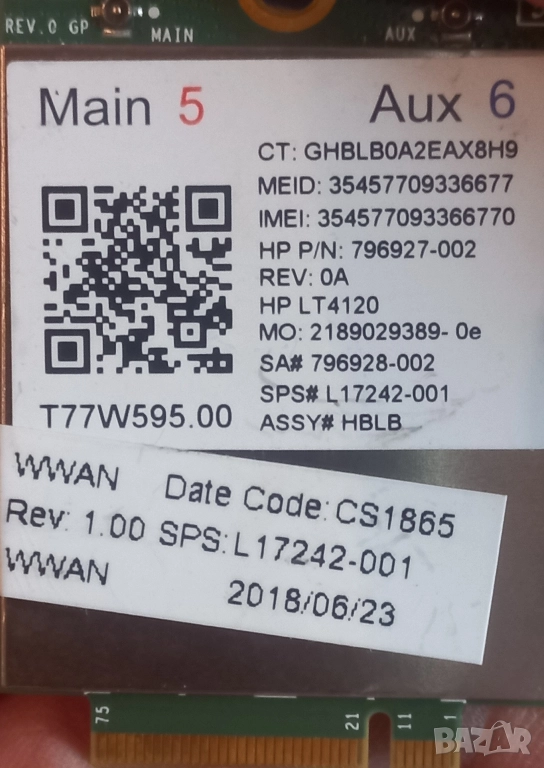 REV.0 GP
MAIN
AUX
Main 5
Aux 6
CT: GHBLB0A2EAX8H9
MEID: 35457709336677
IMEI: 354577093366770
HP P/N: 796927-002
REV: 0A
HP LT4120
MO: 2189029389- 0e
SA# 796928-002
SPS# L17242-001
ASSY# HBLB
T77W595.00
WWAN Date Code: CS1865
Rev: 1.00 SPS: L17242-001
WWAN 2018/06/23
75 21 11 1
BAZAR